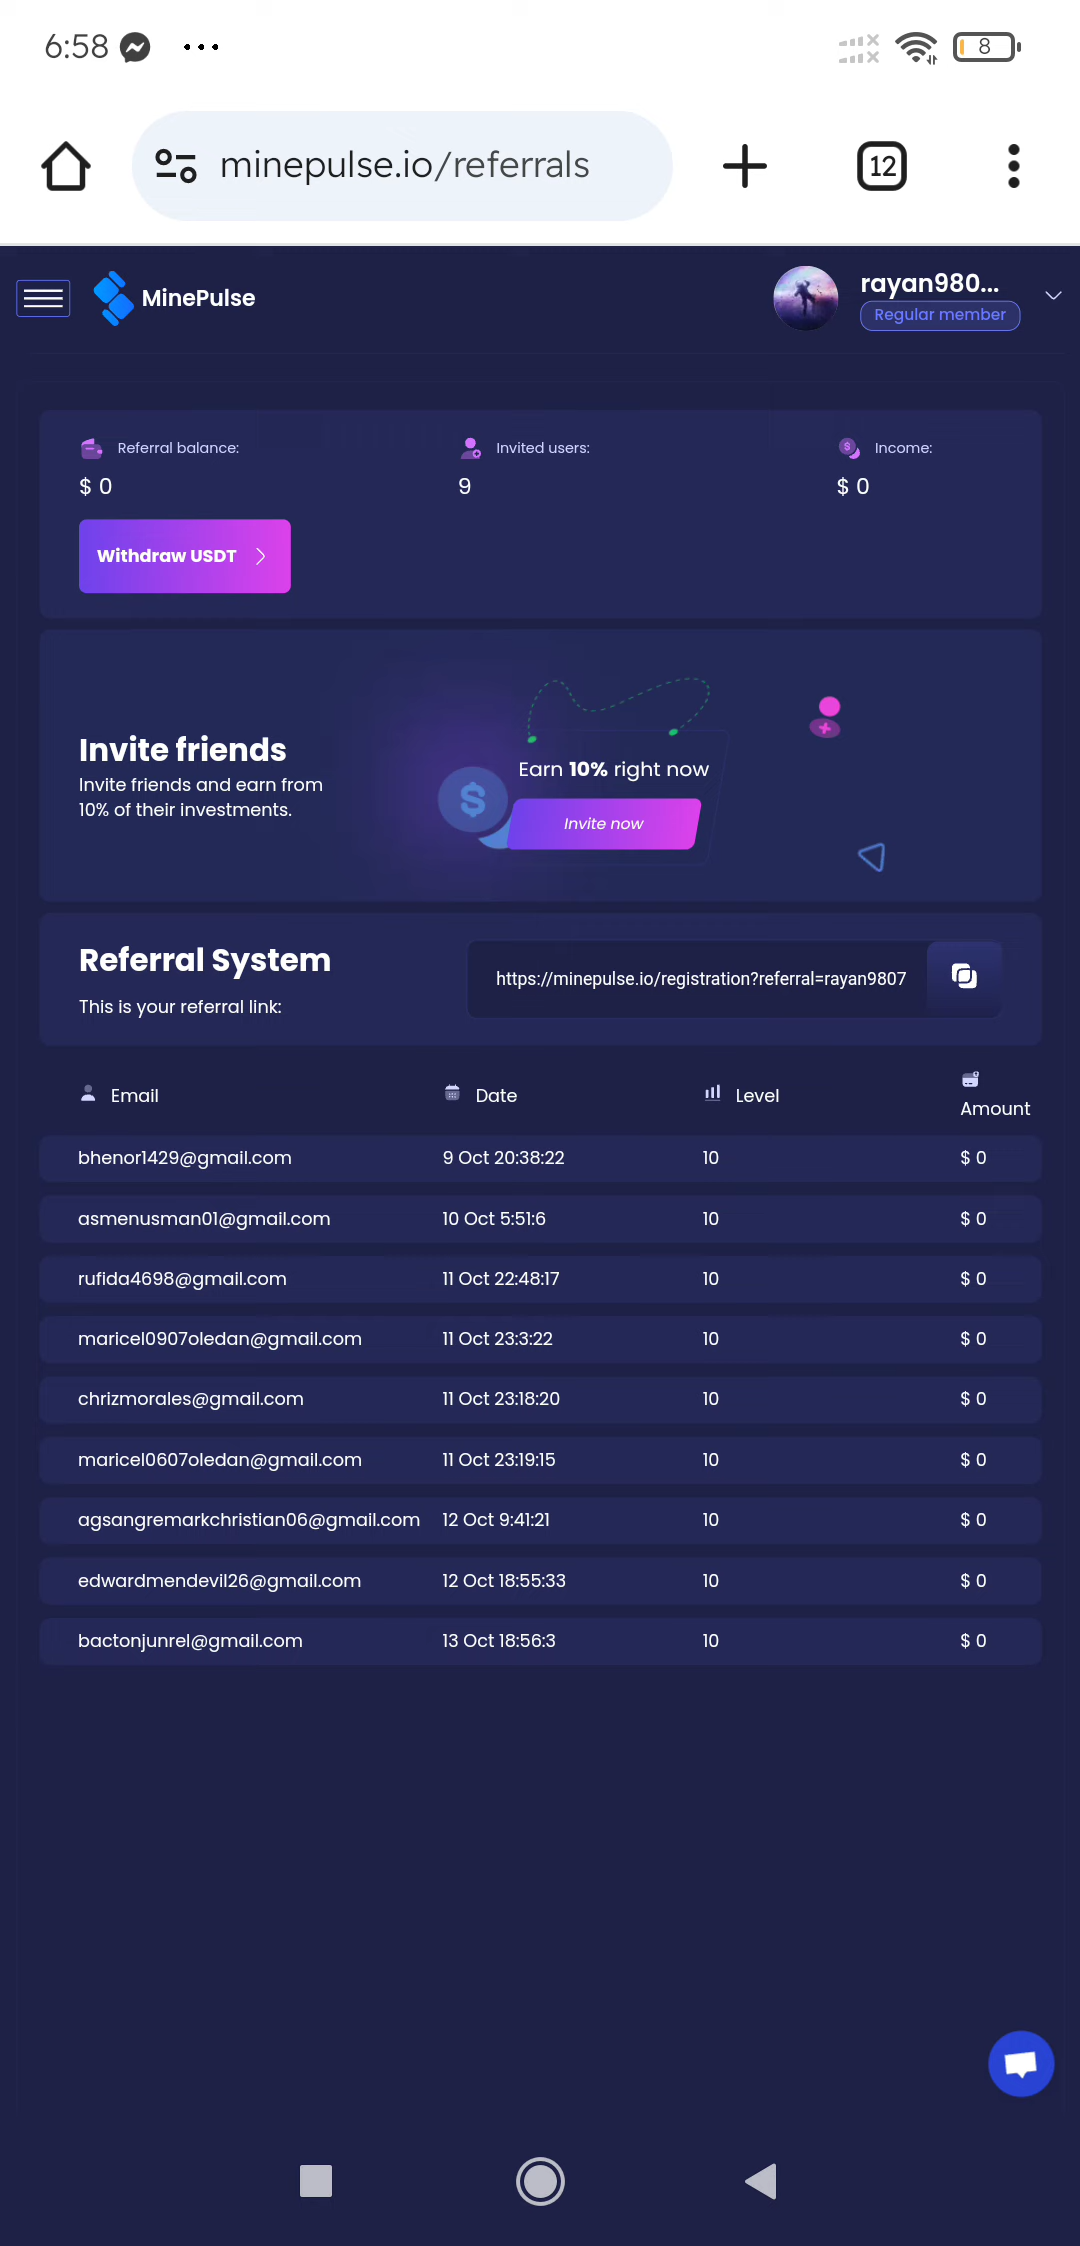 6:58
8
minepulse.io/referrals
12
MinePulse
rayan980...
Regular member
Referral balance:
Invited users:
Income:
$ 0
9
$ 0
Withdraw USDT
Invite friends
Invite friends and earn from
10% of their investments.
Earn 10% right now
Invite now
Referral System
This is your referral link:
https://minepulse.io/registration?referral=rayan9807
Email Date Level Amount
bhenor1429@gmail.com 9 Oct 20:38:22 10 $ 0
asmenusman01@gmail.com 10 Oct 5:51:6 10 $ 0
rufida4698@gmail.com 11 Oct 22:48:17 10 $ 0
maricel0907oledan@gmail.com 11 Oct 23:3:22 10 $ 0
chrizmorales@gmail.com 11 Oct 23:18:20 10 $ 0
maricel0607oledan@gmail.com 11 Oct 23:19:15 10 $ 0
agsangremarkchristian06@gmail.com 12 Oct 9:41:21 10 $ 0
edwardmendevil26@gmail.com 12 Oct 18:55:33 10 $ 0
bactonjunrel@gmail.com 13 Oct 18:56:3 10 $ 0